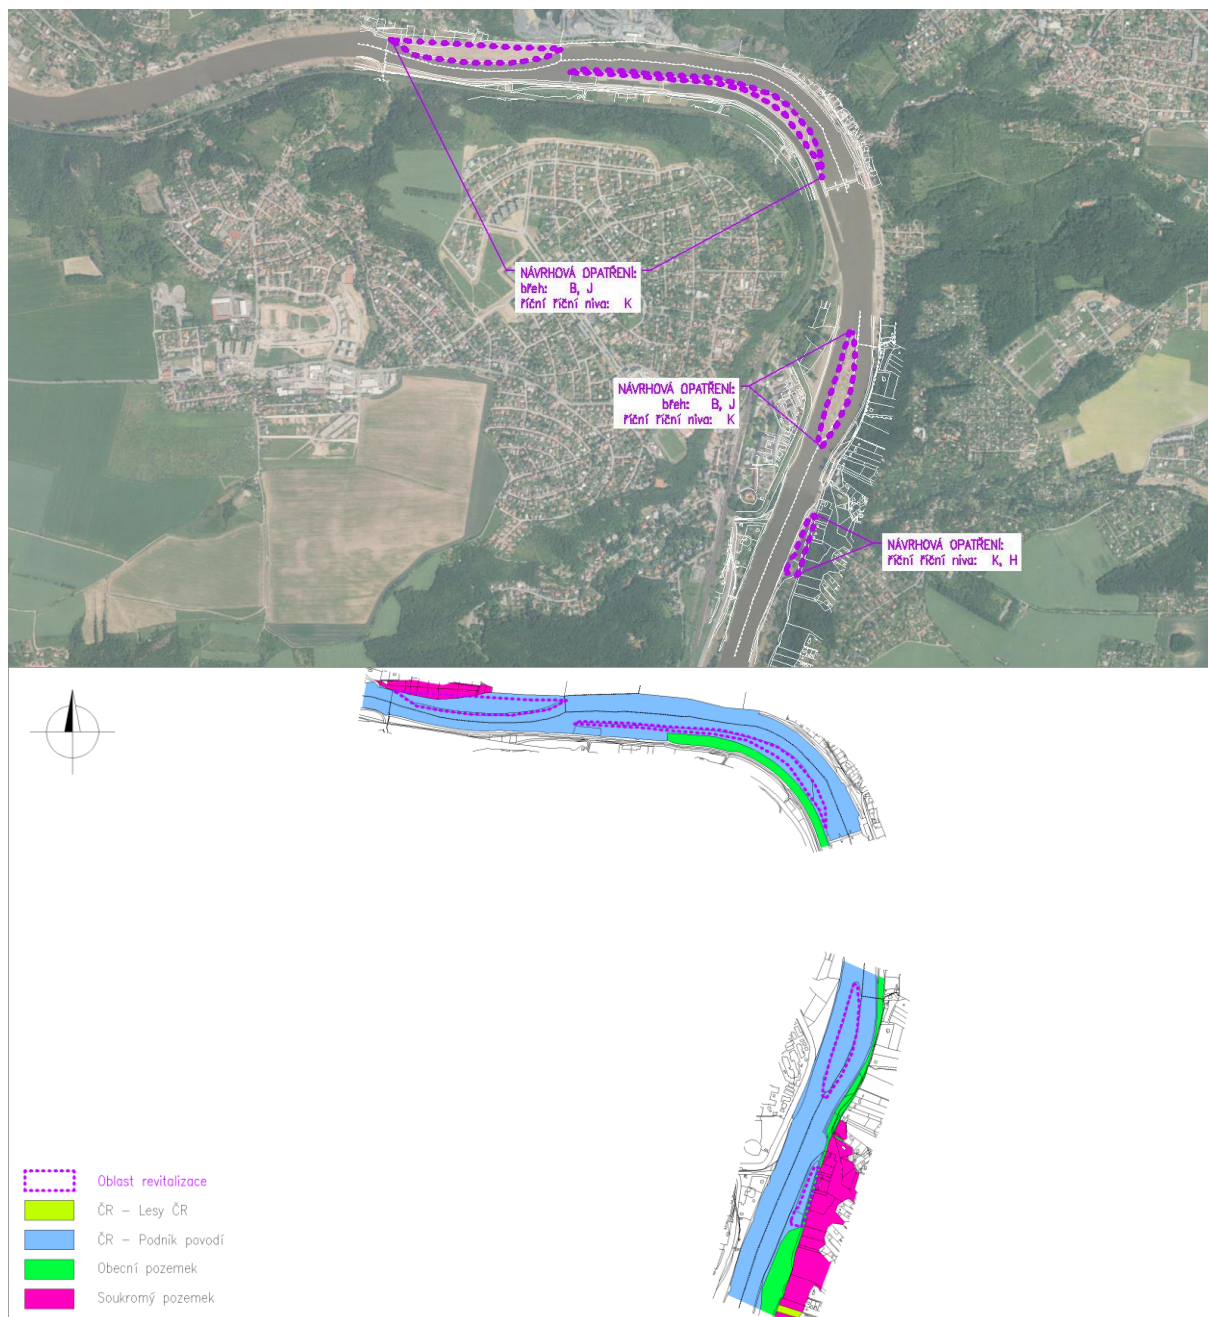 NÁVRHOVÁ OPATŘENÍ:
břeh: B, J
říční říční niva: K
NÁVRHOVÁ OPATŘENÍ:
břeh: B, J
říční říční niva: K
NÁVRHOVÁ OPATŘENÍ:
říční říční niva: K, H
Oblast revitalizace
ČR – Lesy ČR
ČR – Podnik povodí
Obecní pozemek
Soukromý pozemek